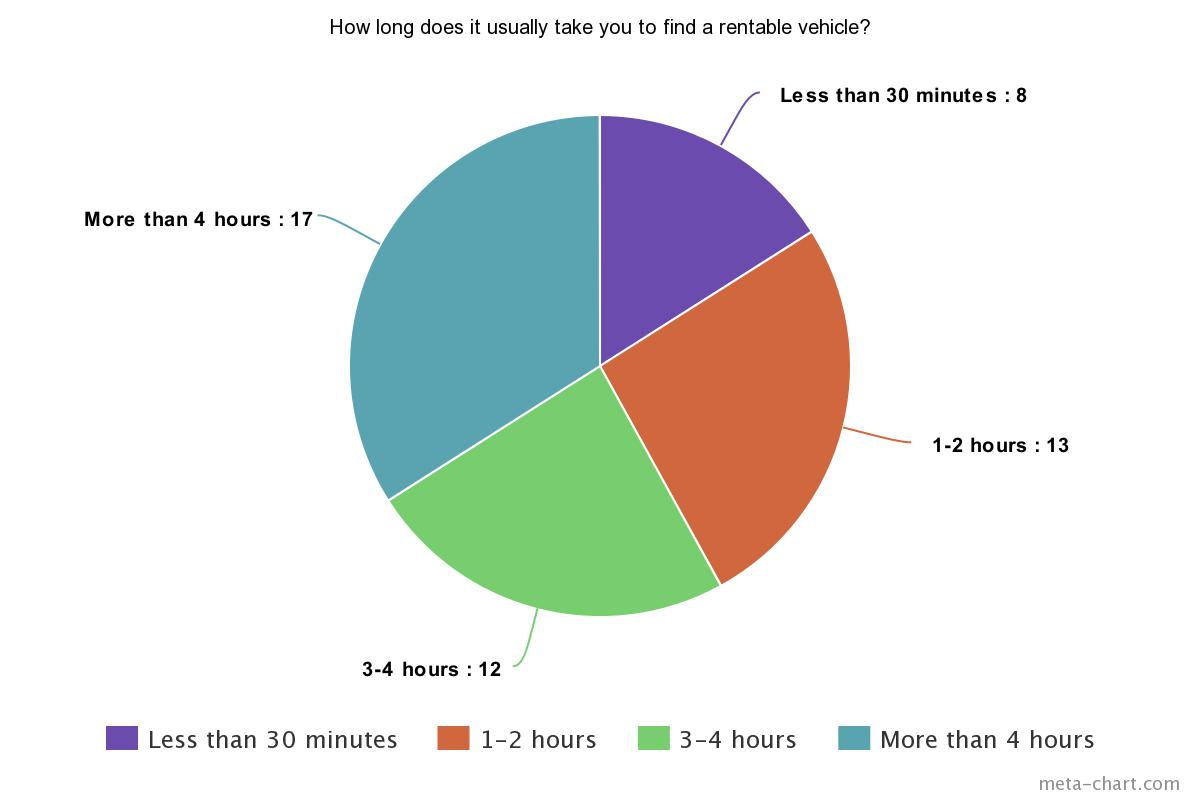 How long does it usually take you to find a rentable vehicle?
Less than 30 minutes : 8
More than 4 hours : 17
1-2 hours : 13
3-4 hours : 12
Less than 30 minutes
1-2 hours
3-4 hours
More than 4 hours
meta-chart.com